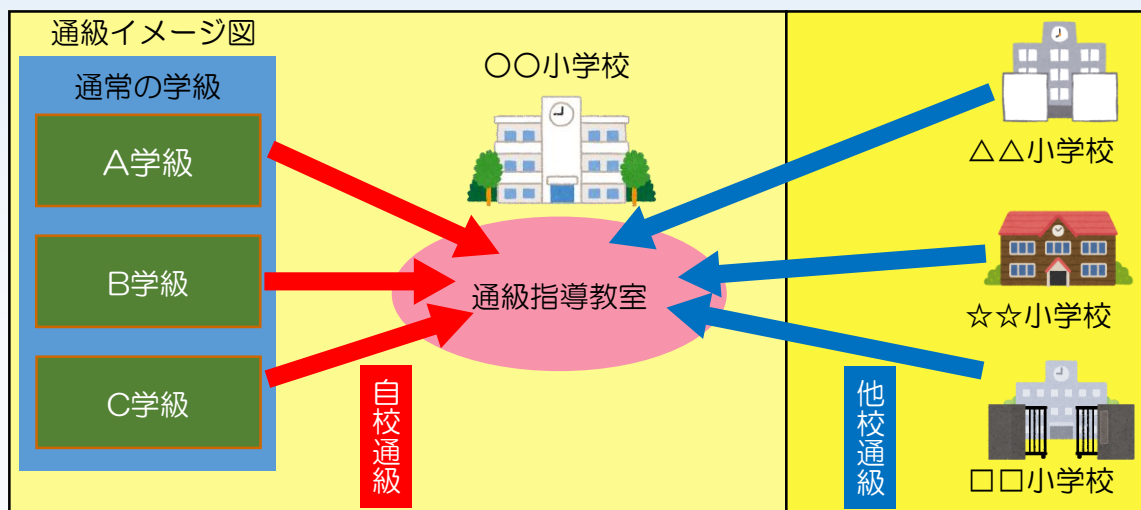 通級イメージ図
通常の学級
A学級
B学級
C学級
〇〇小学校
通級指導教室
自校通級
他校通級
△△小学校
☆☆小学校
□□小学校